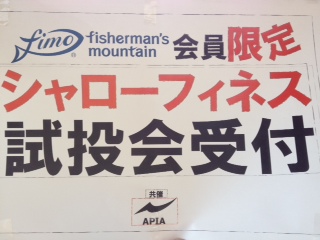 fimo® fisherman's
mountain 会員限定
シャローフィネス
試投会受付
共催
APIA